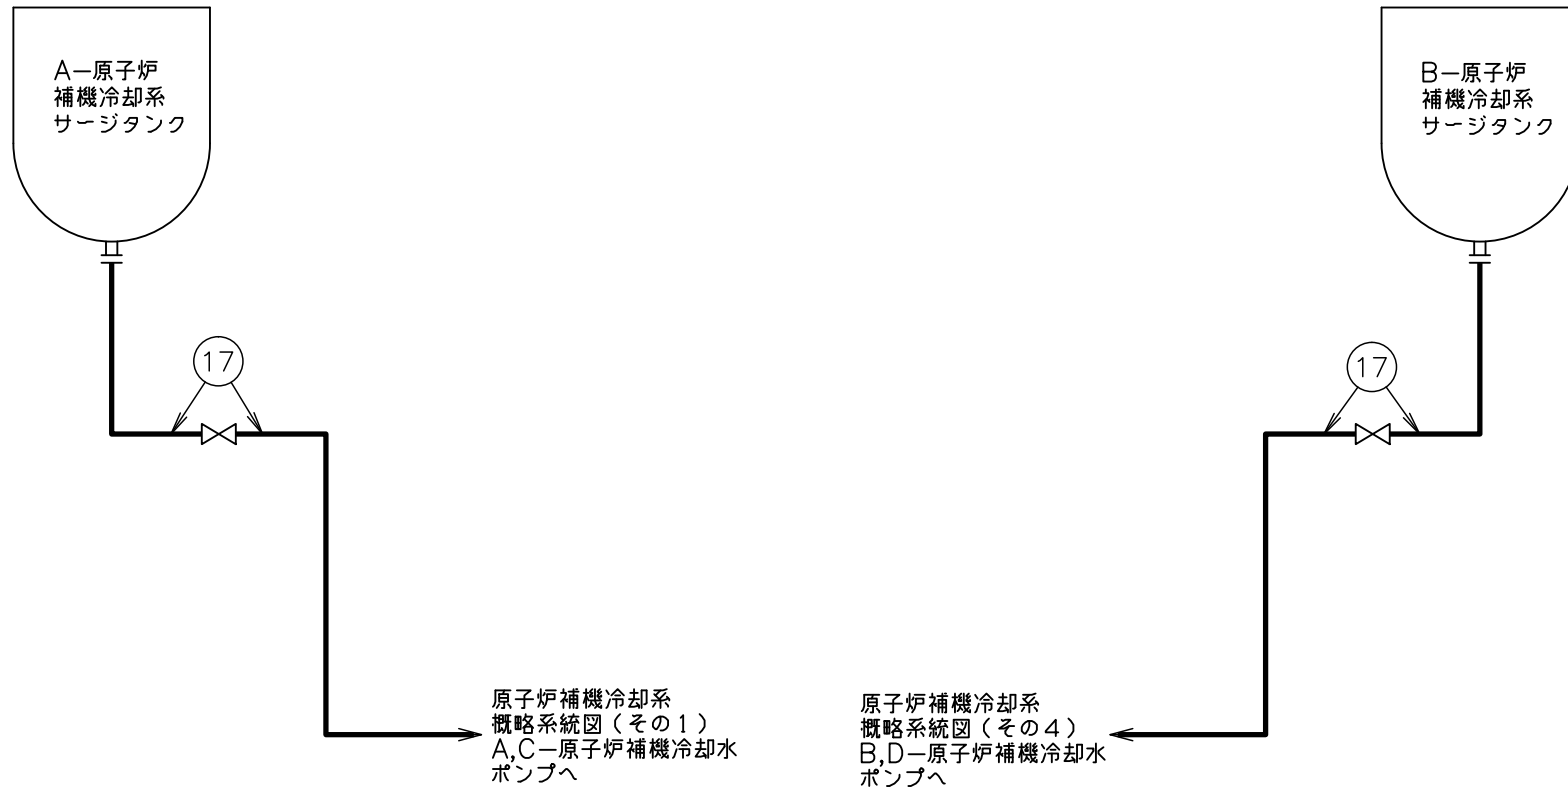 A－原子炉
補機冷却系
サージタンク
B－原子炉
補機冷却系
サージタンク
17
17
原子炉補機冷却系
概略系統図（その１）
A,C－原子炉補機冷却水
ポンプへ
原子炉補機冷却系
概略系統図（その４）
B,D－原子炉補機冷却水
ポンプへ